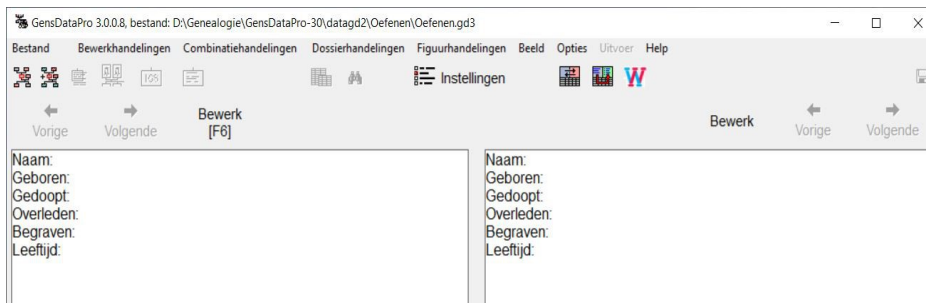 GensDataPro 3.0.0.8, bestand: D:\Genealogie\GensDataPro-30\datagd2\Oefenen\Oefenen.gd3
Bestand Bewerkhandelingen Combinatiehandelingen Dossierhandelingen Figuurhandelingen Beeld Opties Uitvoer Help
Instellingen
Vorige Volgende Bewerk [F6] Bewerk Vorige Volgende
Naam:
Geboren:
Gedoopt:
Overleden:
Begraven:
Leeftijd:
Naam:
Geboren:
Gedoopt:
Overleden:
Begraven:
Leeftijd: